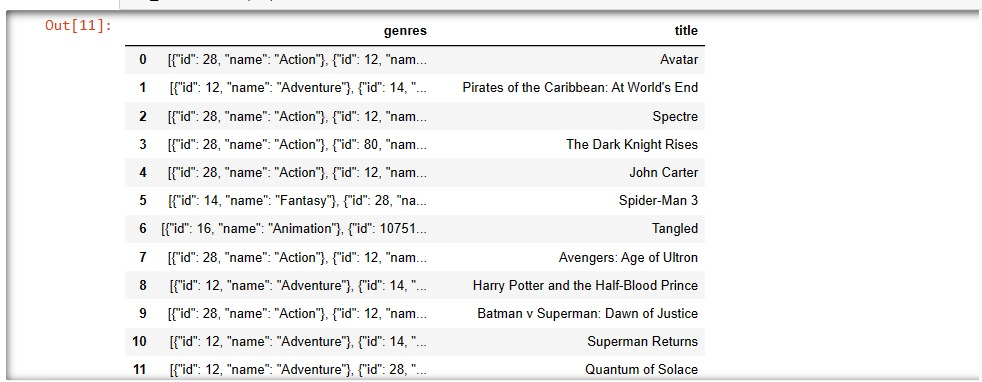 Out[11]:
genres title
0 [{"id": 28, "name": "Action"}, {"id": 12, "nam... Avatar
1 [{"id": 12, "name": "Adventure"}, {"id": 14, "... Pirates of the Caribbean: At World's End
2 [{"id": 28, "name": "Action"}, {"id": 12, "nam... Spectre
3 [{"id": 28, "name": "Action"}, {"id": 80, "nam... The Dark Knight Rises
4 [{"id": 28, "name": "Action"}, {"id": 12, "nam... John Carter
5 [{"id": 14, "name": "Fantasy"}, {"id": 28, "na... Spider-Man 3
6 [{"id": 16, "name": "Animation"}, {"id": 10751... Tangled
7 [{"id": 28, "name": "Action"}, {"id": 12, "nam... Avengers: Age of Ultron
8 [{"id": 12, "name": "Adventure"}, {"id": 14, "... Harry Potter and the Half-Blood Prince
9 [{"id": 28, "name": "Action"}, {"id": 12, "nam... Batman v Superman: Dawn of Justice
10 [{"id": 12, "name": "Adventure"}, {"id": 14, "... Superman Returns
11 [{"id": 12, "name": "Adventure"}, {"id": 28, "... Quantum of Solace